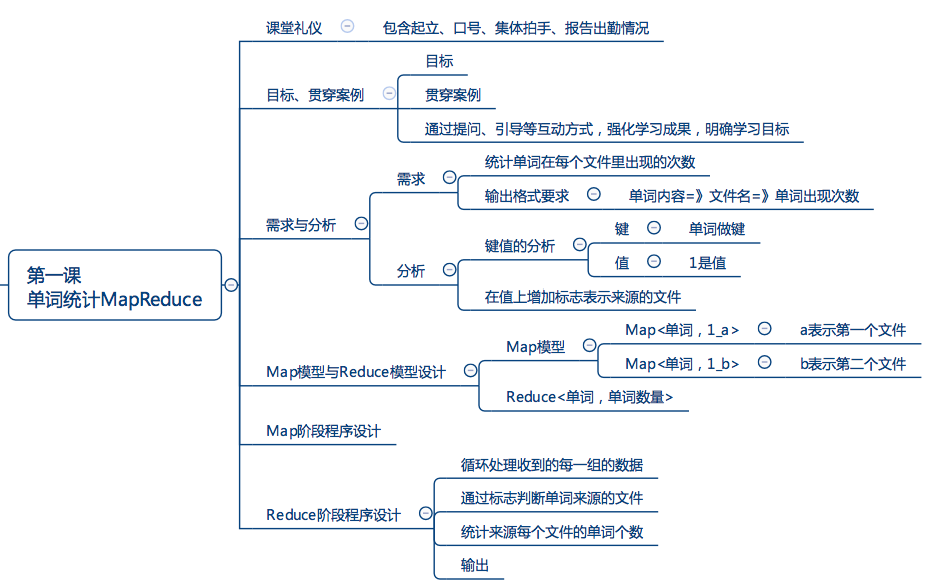 第一课
单词统计MapReduce
课堂礼仪
包含起立、口号、集体拍手、报告出勤情况
目标、贯穿案例
目标
贯穿案例
通过提问、引导等互动方式，强化学习成果，明确学习目标
需求与分析
需求
统计单词在每个文件里出现的次数
输出格式要求
单词内容=》文件名=》单词出现次数
分析
键值的分析
键
单词做键
值
1是值
在值上增加标志表示来源的文件
Map模型与Reduce模型设计
Map模型
Map<单词，1_a>
a表示第一个文件
Map<单词，1_b>
b表示第二个文件
Reduce<单词，单词数量>
Map阶段程序设计
Reduce阶段程序设计
循环处理收到的每一组的数据
通过标志判断单词来源的文件
统计来源每个文件的单词个数
输出